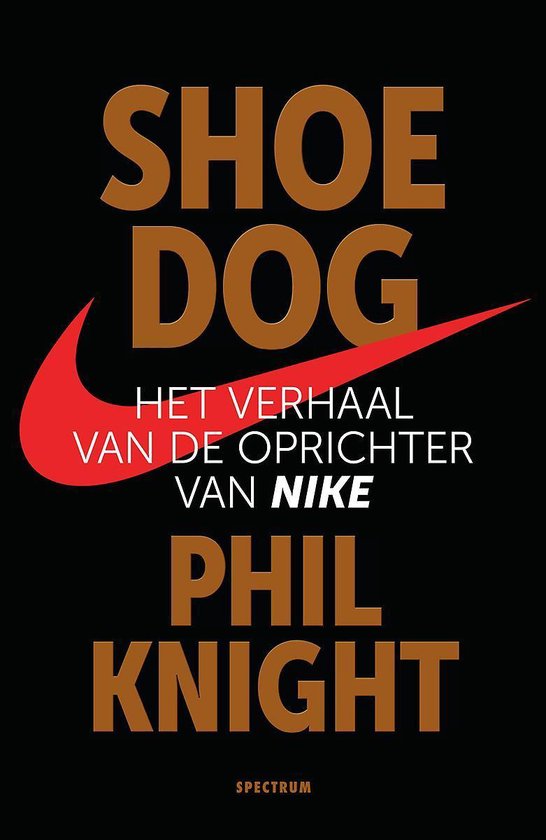 SHOE
DOG
HET VERHAAL
VAN DE OPRICHTER
VAN NIKE
PHIL
KNIGHT
SPECTRUM